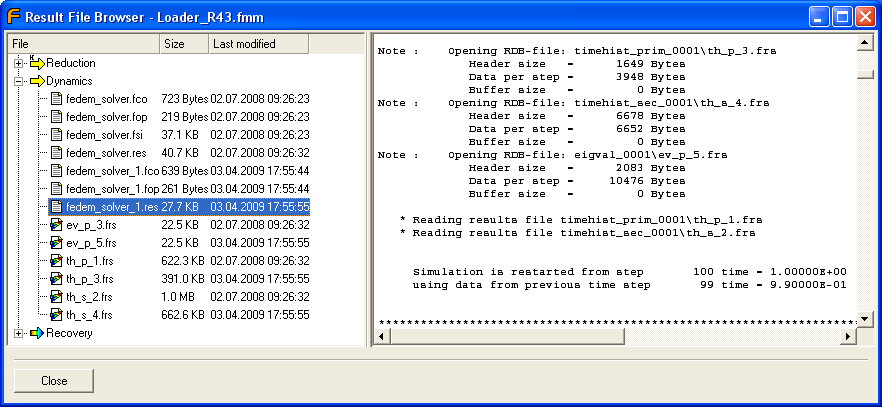 Result File Browser - Loader_R43.fmm
File Size Last modified
Reduction
Dynamics
fedem_solver.fco 723 Bytes 02.07.2008 09:26:23
fedem_solver.fop 219 Bytes 02.07.2008 09:26:23
fedem_solver.fsi 37.1 KB 02.07.2008 09:26:23
fedem_solver.res 40.7 KB 02.07.2008 09:26:32
fedem_solver_1.fco 639 Bytes 03.04.2009 17:55:44
fedem_solver_1.fop 261 Bytes 03.04.2009 17:55:44
fedem_solver_1.res 27.7 KB 03.04.2009 17:55:55
ev_p_3.frs 22.5 KB 02.07.2008 09:26:32
ev_p_5.frs 22.5 KB 03.04.2009 17:55:55
th_p_1.frs 622.3 KB 02.07.2008 09:26:32
th_p_3.frs 391.0 KB 03.04.2009 17:55:55
th_s_2.frs 1.0 MB 02.07.2008 09:26:32
th_s_4.frs 662.6 KB 03.04.2009 17:55:55
Recovery
Note : Opening RDB-file: timehist_prim_0001\th_p_3.frs
Header size = 1649 Bytes
Data per step = 3948 Bytes
Buffer size = 0 Bytes
Note : Opening RDB-file: timehist_sec_0001\th_s_4.frs
Header size = 6678 Bytes
Data per step = 6652 Bytes
Buffer size = 0 Bytes
Note : Opening RDB-file: eigval_0001\ev_p_5.frs
Header size = 2083 Bytes
Data per step = 10476 Bytes
Buffer size = 0 Bytes
* Reading results file timehist_prim_0001\th_p_1.frs
* Reading results file timehist_sec_0001\th_s_2.frs
Simulation is restarted from step 100 time = 1.00000E+00
using data from previous time step 99 time = 9.90000E-01
*********************************************************************
Close